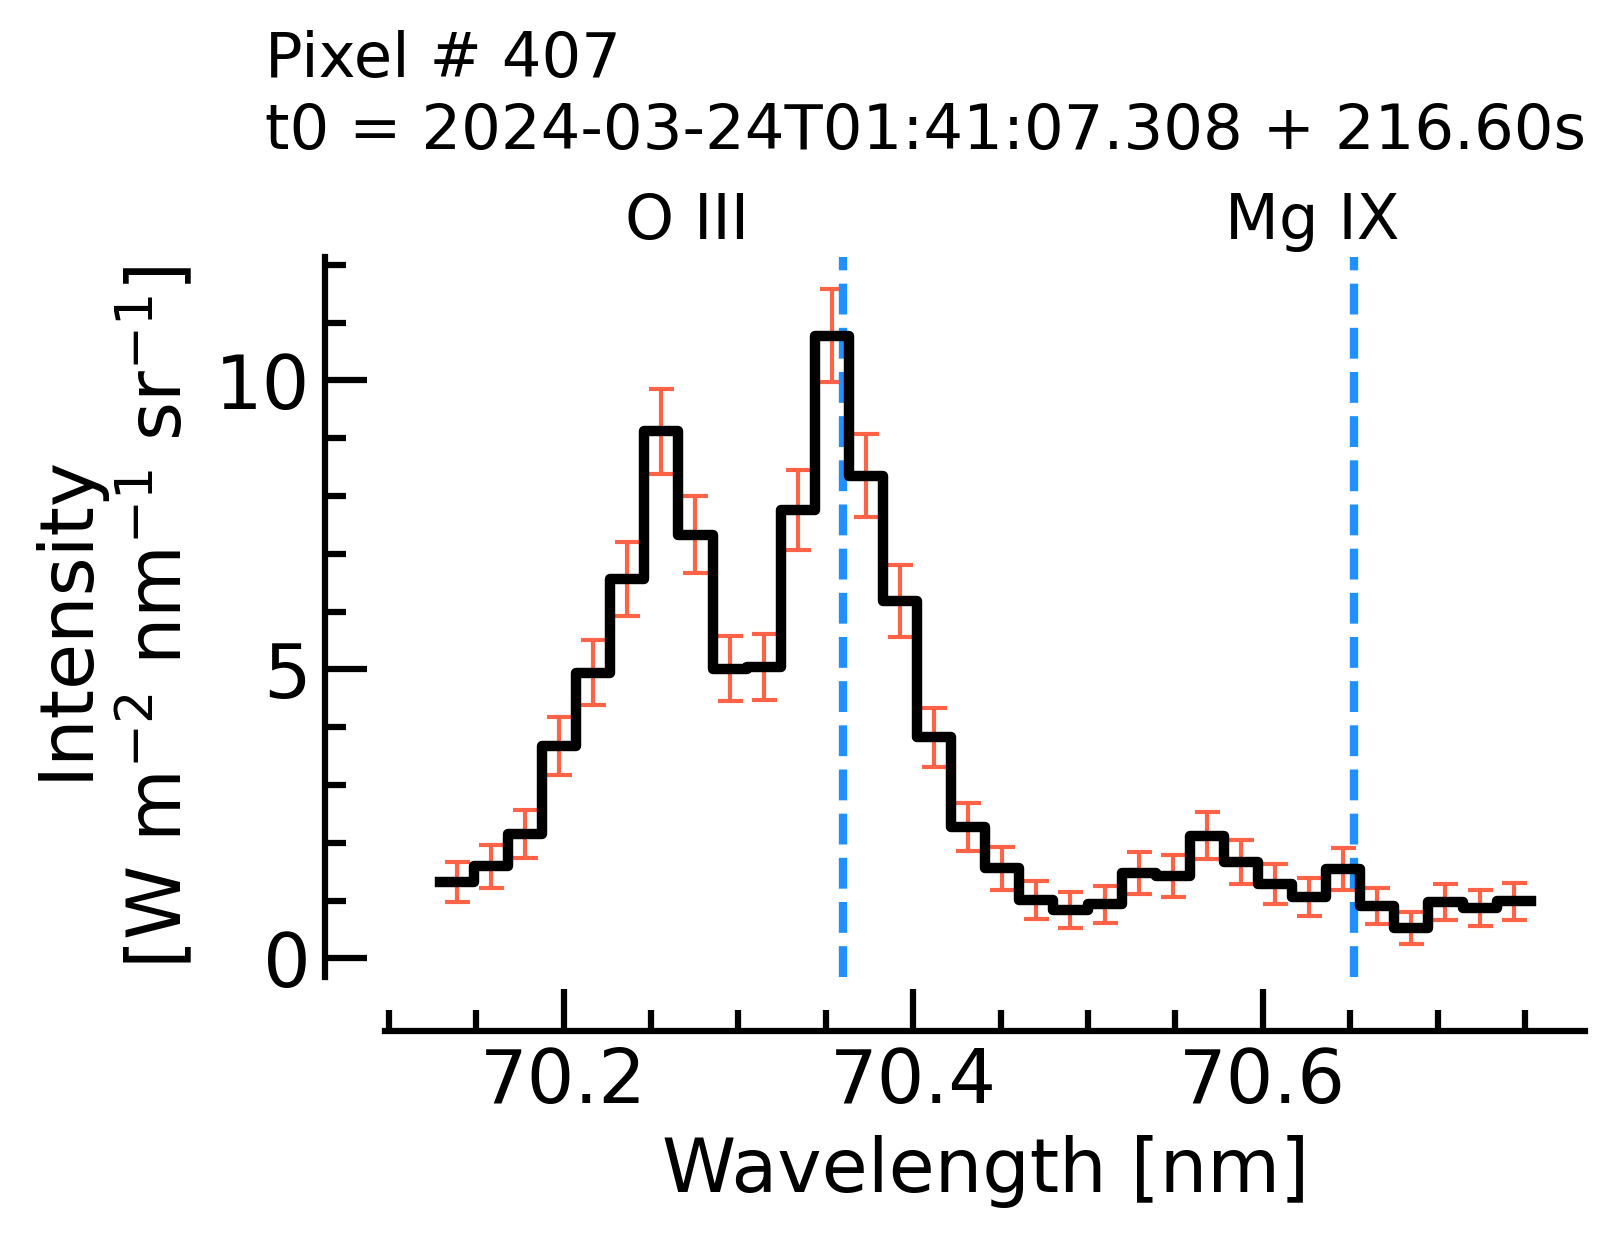 Pixel # 407
t0 = 2024-03-24T01:41:07.308 + 216.60s
O III Mg IX
Intensity
[W m⁻² nm⁻¹ sr⁻¹]
10
5
0
70.2 70.4 70.6
Wavelength [nm]